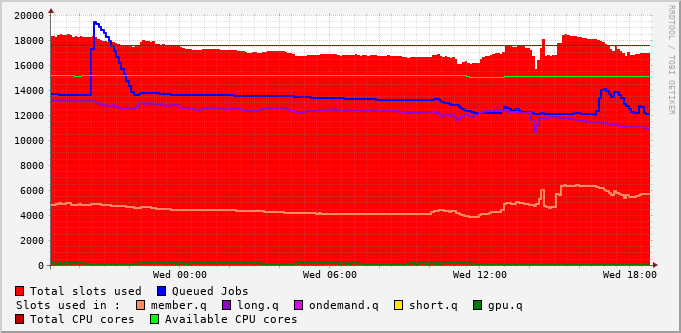 20000
18000
16000
14000
12000
10000
8000
6000
4000
2000
0
Wed 00:00 Wed 06:00 Wed 12:00 Wed 18:00
RRDTOOL / TOBI OETIKER
Total slots used Queued Jobs
Slots used in : member.q long.q ondemand.q short.q gpu.q
Total CPU cores Available CPU cores